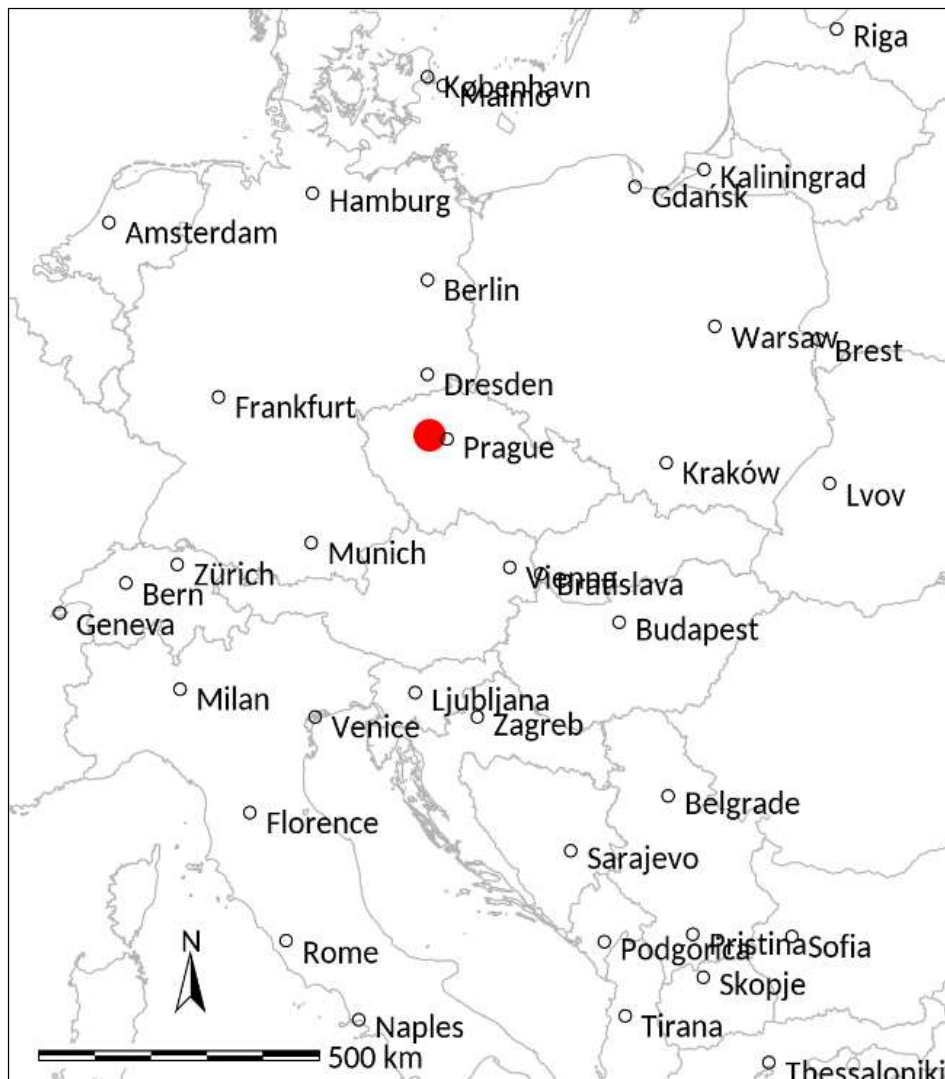 Riga
København
Malmö
Kaliningrad
Gdańsk
Hamburg
Amsterdam
Berlin
Warsaw
Brest
Dresden
Frankfurt
Prague
Kraków
Lvov
Munich
Zürich
Vienna
Bratislava
Bern
Geneva
Budapest
Milan
Ljubljana
Venice
Zagreb
Belgrade
Florence
Sarajevo
N
Rome
Podgorica
Pristina
Sofia
Skopje
Naples
Tirana
500 km
Thessaloniki